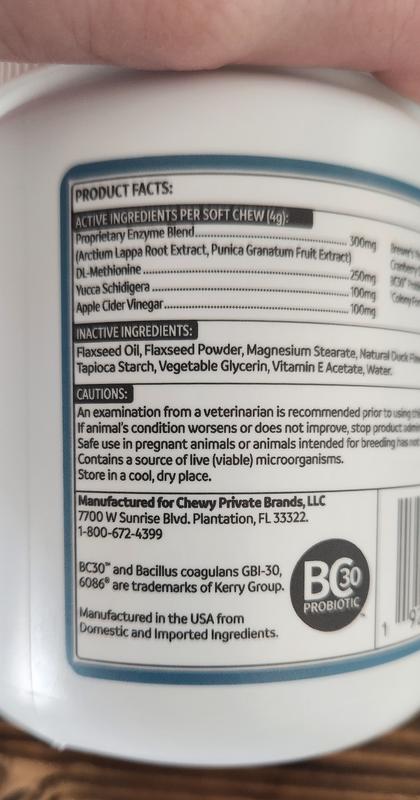 PRODUCT FACTS:
ACTIVE INGREDIENTS PER SOFT CHEW (4g):
Proprietary Enzyme Blend 300mg
(Arctium Lappa Root Extract, Punica Granatum Fruit Extract)
DL-Methionine 250mg
Yucca Schidigera 100mg
Apple Cider Vinegar 100mg
INACTIVE INGREDIENTS:
Flaxseed Oil, Flaxseed Powder, Magnesium Stearate, Natural Duck
Tapioca Starch, Vegetable Glycerin, Vitamin E Acetate, Water.
CAUTIONS:
An examination from a veterinarian is recommended prior to using
If animal's condition worsens or does not improve, stop product
Safe use in pregnant animals or animals intended for breeding has not
Contains a source of live (viable) microorganisms.
Store in a cool, dry place.
Manufactured for Chewy Private Brands, LLC
7700 W Sunrise Blvd. Plantation, FL 33322.
1-800-672-4399
BC30™ and Bacillus coagulans GBI-30,
6086® are trademarks of Kerry Group.
BC30
PROBIOTIC
Manufactured in the USA from
Domestic and Imported Ingredients.
1